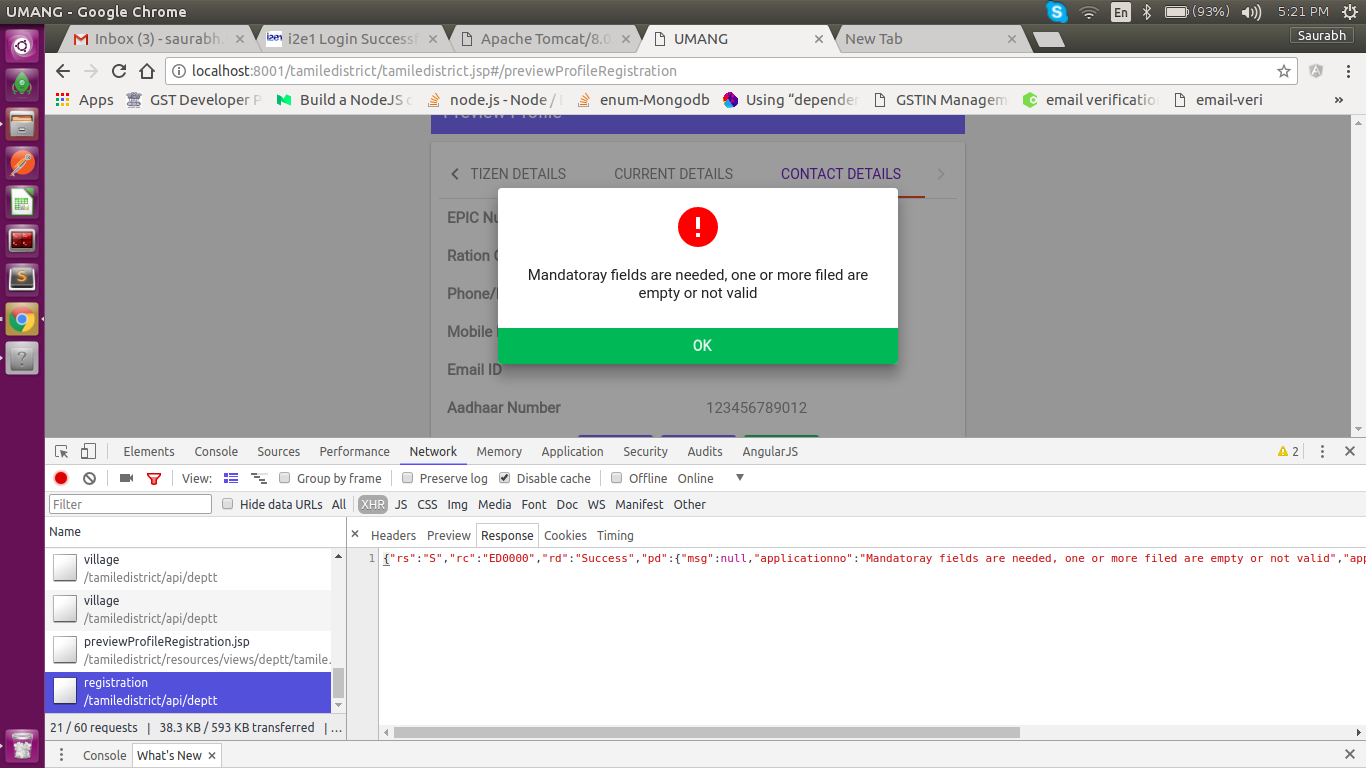 UMANG - Google Chrome
En
(93%)
5:21 PM
Inbox (3) - saurabh.
i2e1 Login Successf
Apache Tomcat/8.0
UMANG
New Tab
Saurabh
localhost:8001/tamiledistrict/tamiledistrict.jsp#/previewProfileRegistration
Apps
GST Developer P
Build a NodeJS c
node.js - Node / E
enum-Mongodb
Using “depender
GSTIN Managem
email verificatio
email-veri
»
Preview Profile
TIZEN DETAILS
CURRENT DETAILS
CONTACT DETAILS
EPIC Nu
Ration C
Phone/
Mobile
Email ID
Aadhaar Number
123456789012
Mandatoray fields are needed, one or more filed are
empty or not valid
OK
Elements
Console
Sources
Performance
Network
Memory
Application
Security
Audits
AngularJS
2
View:
Group by frame
Preserve log
Disable cache
Offline
Online
Filter
Hide data URLs
All
XHR
JS
CSS
Img
Media
Font
Doc
WS
Manifest
Other
Name
Headers
Preview
Response
Cookies
Timing
village
/tamiledistrict/api/deptt
village
/tamiledistrict/api/deptt
previewProfileRegistration.jsp
/tamiledistrict/resources/views/deptt/tamile...
registration
/tamiledistrict/api/deptt
1
{"rs":"S","rc":"ED0000","rd":"Success","pd":{"msg":null,"applicationno":"Mandatoray fields are needed, one or more filed are empty or not valid","app
21 / 60 requests | 38.3 KB / 593 KB transferred | ...
Console
What's New